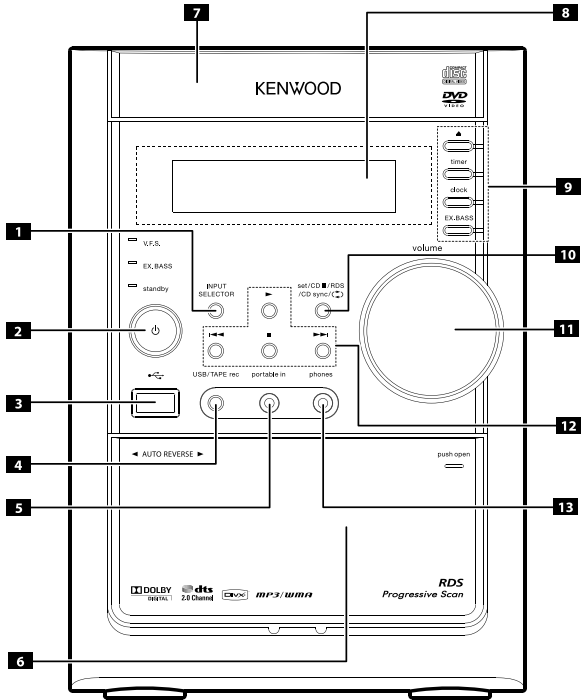 7
8
KENWOOD
COMPACT
disc
DVD
VIDEO
timer
clock
EX.BASS
9
volume
1
V.F.S.
EX.BASS
standby
INPUT
SELECTOR
set/CD /RDS
/CD sync/
10
2
11
USB/TAPE rec
portable in
phones
3
12
4
AUTO REVERSE
push open
5
13
DOLBY
DIGITAL
dts
2.0 Channel
DIVX
MP3/WMA
RDS
Progressive Scan
6